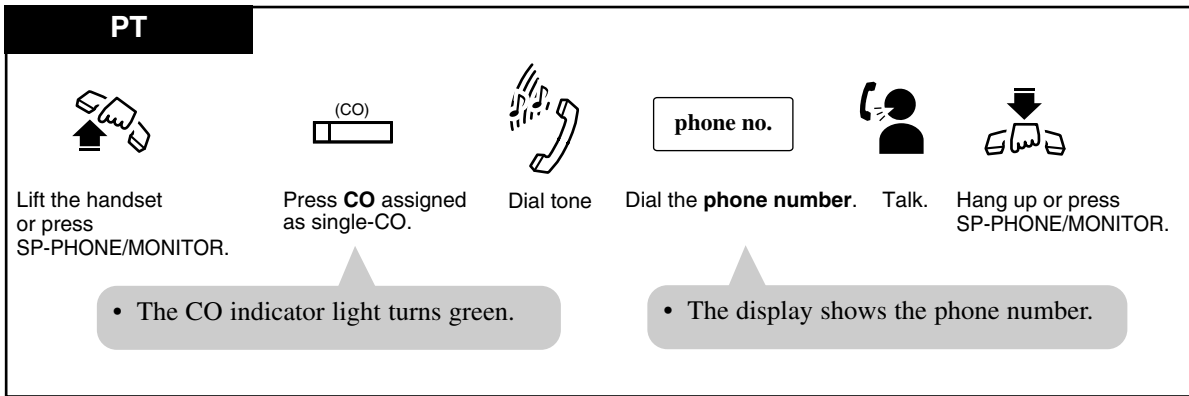 PT
(CO)
phone no.
Lift the handset
or press
SP-PHONE/MONITOR.
Press CO assigned
as single-CO.
Dial tone
Dial the phone number.
Talk.
Hang up or press
SP-PHONE/MONITOR.
• The CO indicator light turns green.
• The display shows the phone number.